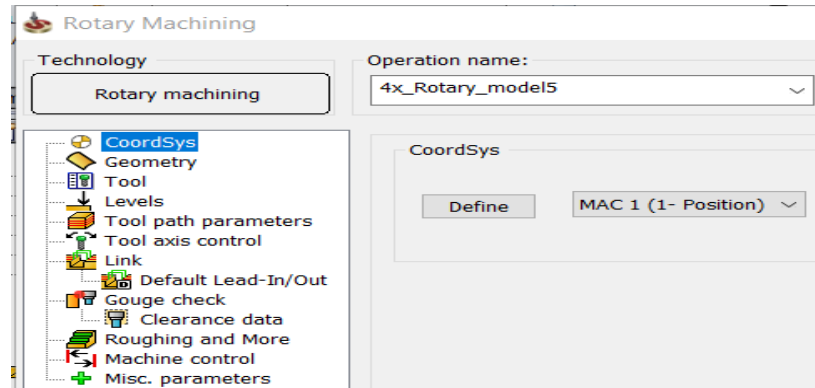 Rotary Machining
Technology
Operation name:
Rotary machining
4x_Rotary_model5
CoordSys
Geometry
Tool
Levels
Tool path parameters
Tool axis control
Link
Default Lead-In/Out
Gouge check
Clearance data
Roughing and More
Machine control
Misc. parameters
CoordSys
Define
MAC 1 (1- Position)